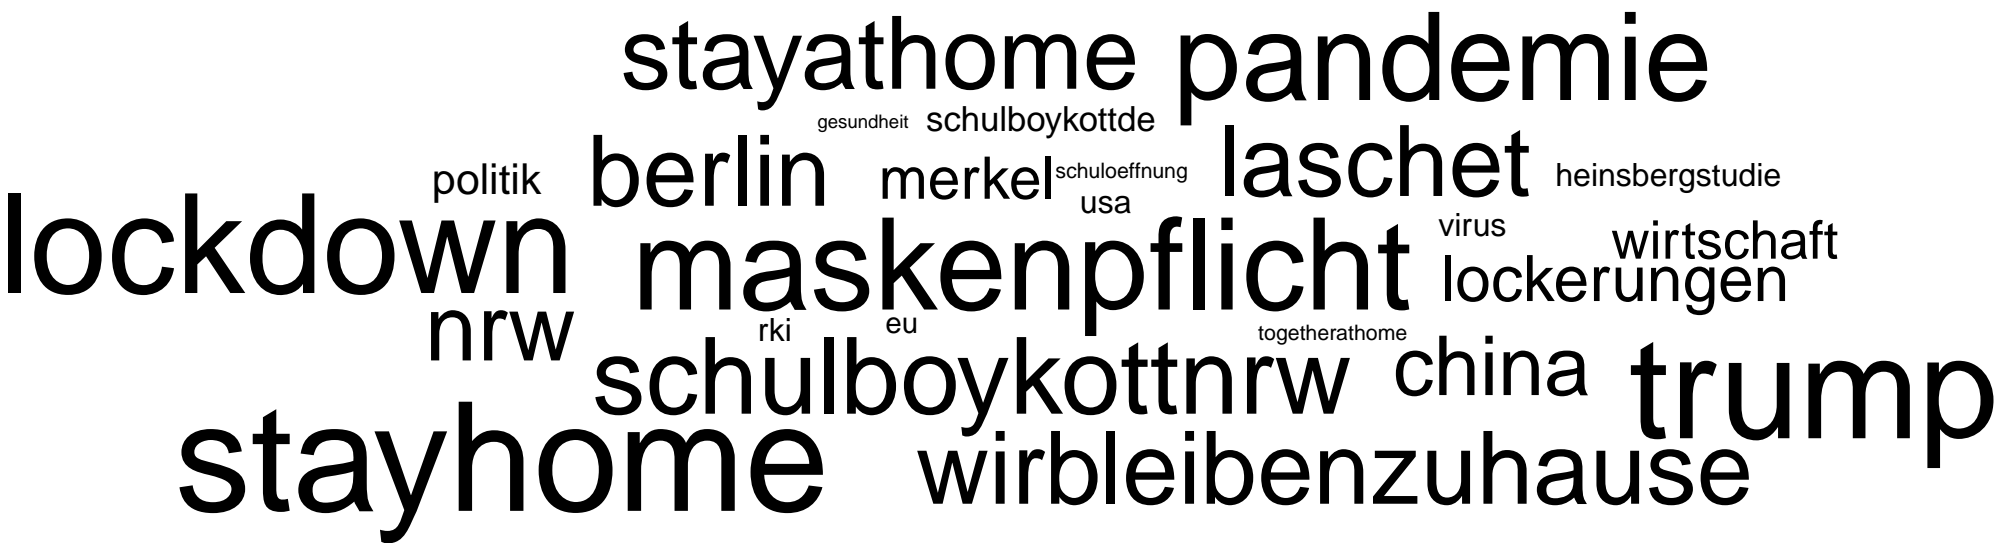 stayathome pandemie
gesundheit schulboykottde
politik berlin merkel schuloeffnung laschet heinsbergstudie
usa
lockdown maskenpflicht virus wirtschaft
lockerungen
nrw rki eu togetherathome
schulboykottnrw china trump
stayhome wirbleibenzuhause